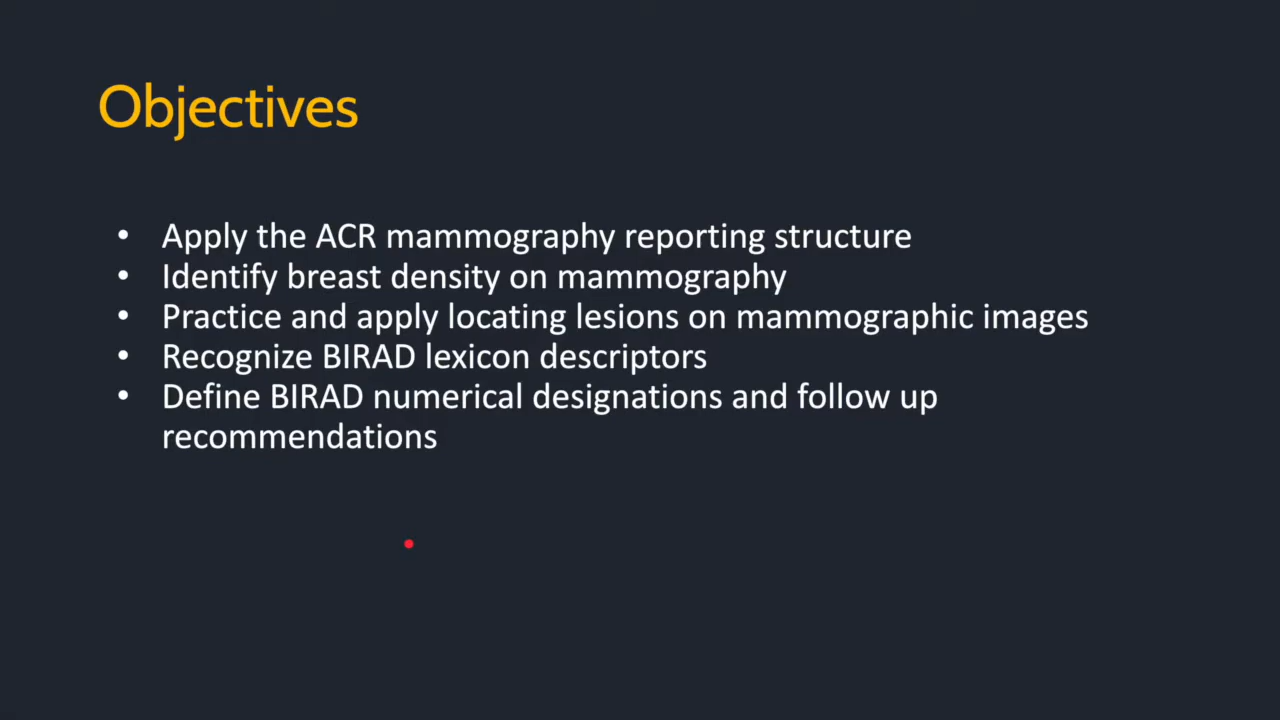 Objectives
• Apply the ACR mammography reporting structure
• Identify breast density on mammography
• Practice and apply locating lesions on mammographic images
• Recognize BIRAD lexicon descriptors
• Define BIRAD numerical designations and follow up
recommendations